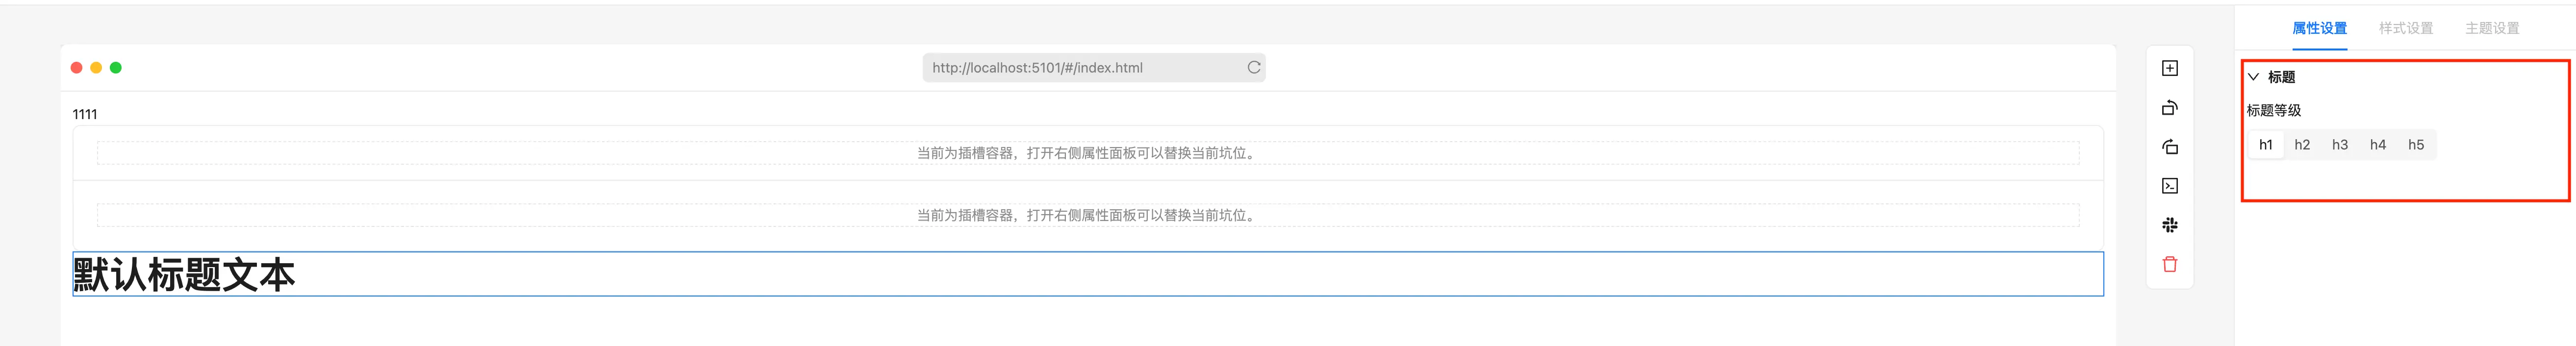 属性设置 样式设置 主题设置
http://localhost:5101/#/index.html
标题
标题等级
h1 h2 h3 h4 h5
1111
当前为插槽容器，打开右侧属性面板可以替换当前坑位。
当前为插槽容器，打开右侧属性面板可以替换当前坑位。
默认标题文本